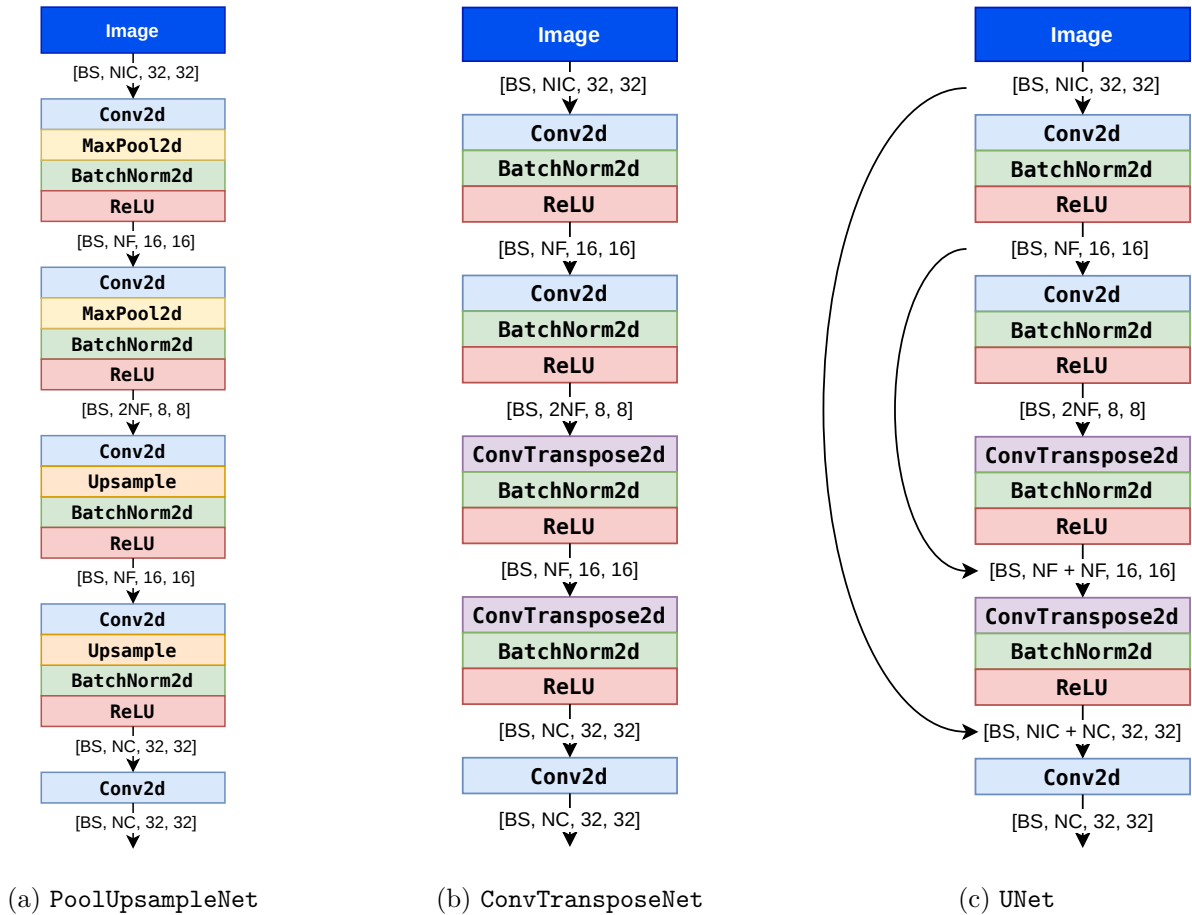 Image
[BS, NIC, 32, 32]
Conv2d
MaxPool2d
BatchNorm2d
ReLU
[BS, NF, 16, 16]
Conv2d
MaxPool2d
BatchNorm2d
ReLU
[BS, 2NF, 8, 8]
Conv2d
Upsample
BatchNorm2d
ReLU
[BS, NF, 16, 16]
Conv2d
Upsample
BatchNorm2d
ReLU
[BS, NC, 32, 32]
Conv2d
[BS, NC, 32, 32]
(a) PoolUpsampleNet
Image
[BS, NIC, 32, 32]
Conv2d
BatchNorm2d
ReLU
[BS, NF, 16, 16]
Conv2d
BatchNorm2d
ReLU
[BS, 2NF, 8, 8]
ConvTranspose2d
BatchNorm2d
ReLU
[BS, NF, 16, 16]
ConvTranspose2d
BatchNorm2d
ReLU
[BS, NC, 32, 32]
Conv2d
[BS, NC, 32, 32]
(b) ConvTransposeNet
Image
[BS, NIC, 32, 32]
Conv2d
BatchNorm2d
ReLU
[BS, NF, 16, 16]
Conv2d
BatchNorm2d
ReLU
[BS, 2NF, 8, 8]
ConvTranspose2d
BatchNorm2d
ReLU
[BS, NF + NF, 16, 16]
ConvTranspose2d
BatchNorm2d
ReLU
[BS, NIC + NC, 32, 32]
Conv2d
[BS, NC, 32, 32]
(c) UNet